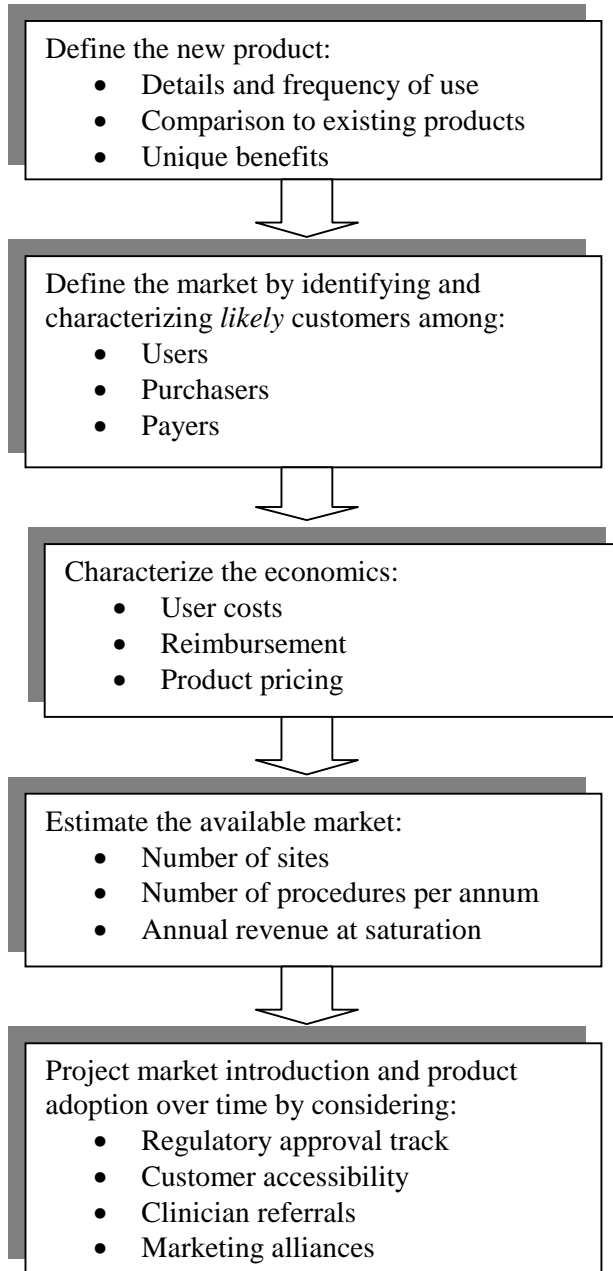 Define the new product:
• Details and frequency of use
• Comparison to existing products
• Unique benefits
Define the market by identifying and
characterizing likely customers among:
• Users
• Purchasers
• Payers
Characterize the economics:
• User costs
• Reimbursement
• Product pricing
Estimate the available market:
• Number of sites
• Number of procedures per annum
• Annual revenue at saturation
Project market introduction and product
adoption over time by considering:
• Regulatory approval track
• Customer accessibility
• Clinician referrals
• Marketing alliances